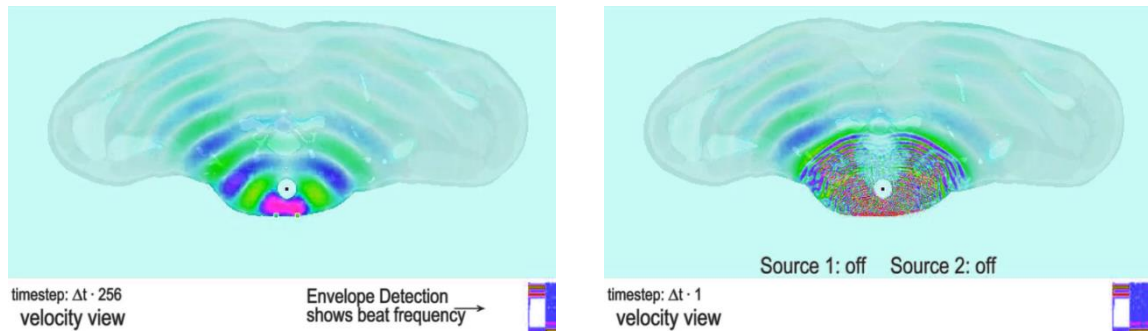 timestep: Δt · 256
velocity view
Envelope Detection
shows beat frequency
Source 1: off Source 2: off
timestep: Δt · 1
velocity view